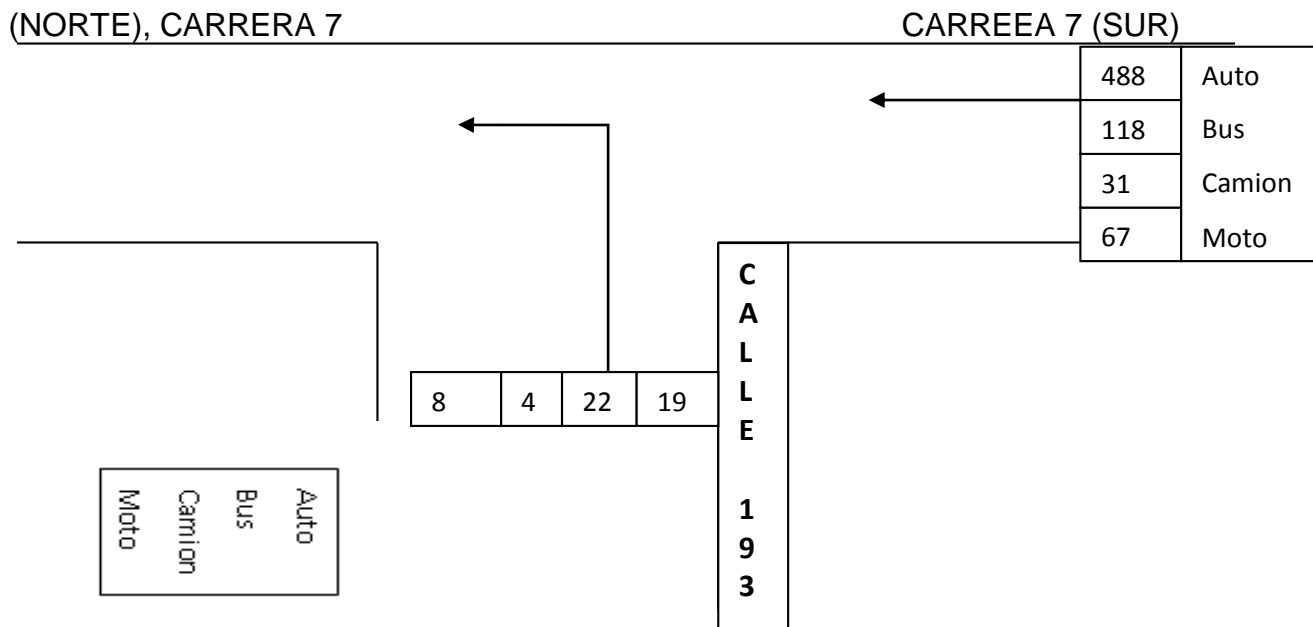 (NORTE), CARRERA 7 CARREEA 7 (SUR)
488 Auto
118 Bus
31 Camion
67 Moto
C
A
L
L
E
1
9
3
8 4 22 19
Auto
Bus
Camion
Moto